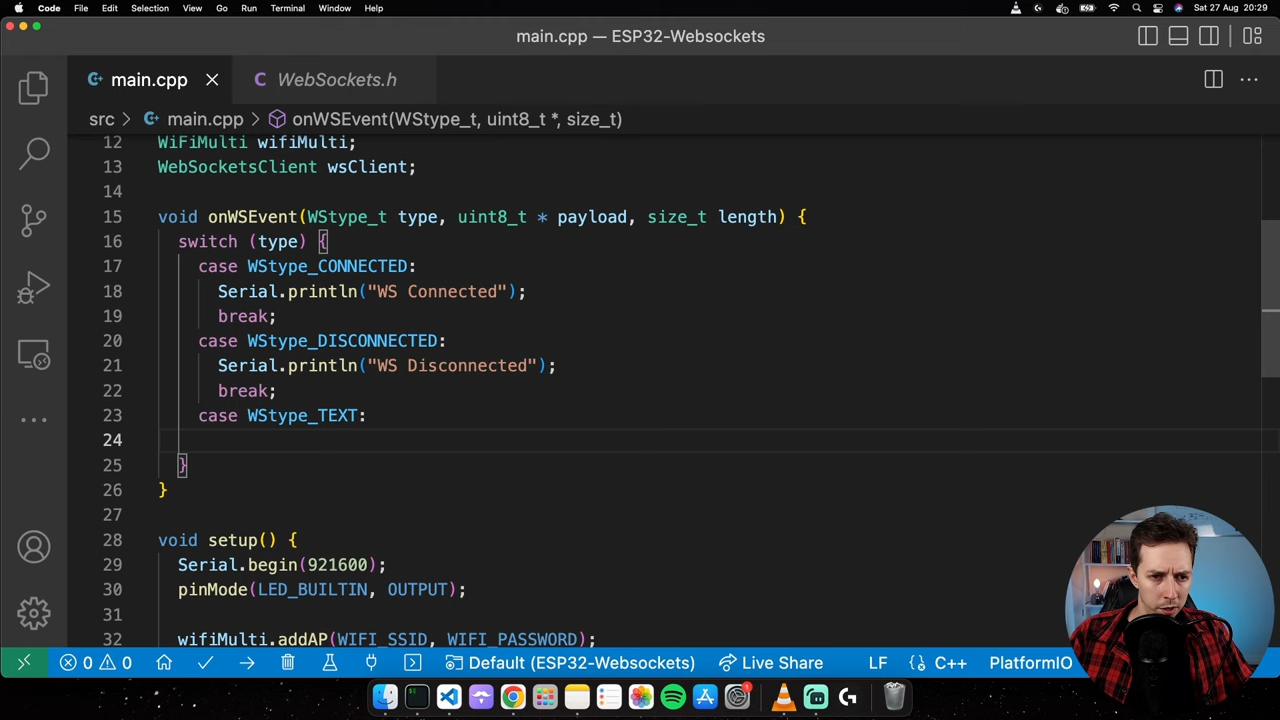 Code File Edit Selection View Go Run Terminal Window Help Sat 27 Aug 20:29
main.cpp — ESP32-Websockets
main.cpp WebSockets.h
src > main.cpp > onWSEvent(WStype_t, uint8_t *, size_t)
12 WiFiMulti wifiMulti;
13 WebSocketsClient wsClient;
14
15 void onWSEvent(WStype_t type, uint8_t * payload, size_t length) {
16 switch (type) {
17 case WStype_CONNECTED:
18 Serial.println("WS Connected");
19 break;
20 case WStype_DISCONNECTED:
21 Serial.println("WS Disconnected");
22 break;
23 case WStype_TEXT:
24
25 }
26 }
27
28 void setup() {
29 Serial.begin(921600);
30 pinMode(LED_BUILTIN, OUTPUT);
31
32 wifiMulti.addAP(WIFI_SSID, WIFI_PASSWORD);
0 0 Default (ESP32-Websockets) Live Share LF C++ PlatformIO